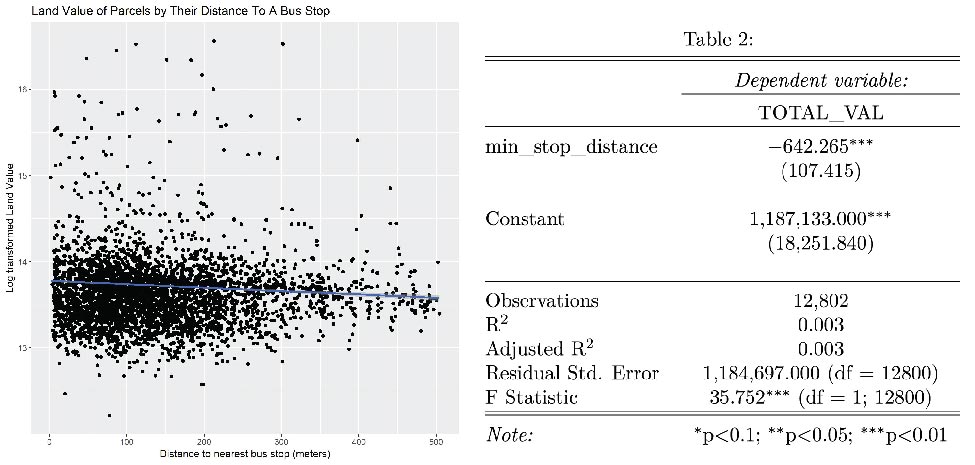 Land Value of Parcels by Their Distance To A Bus Stop
Log transformed Land Value
16
15
14
13
0 100 200 300 400 500
Distance to nearest bus stop (meters)
Table 2:
Dependent variable:
TOTAL_VAL
min_stop_distance −642.265***
(107.415)
Constant 1,187,133.000***
(18,251.840)
Observations 12,802
R² 0.003
Adjusted R² 0.003
Residual Std. Error 1,184,697.000 (df = 12800)
F Statistic 35.752*** (df = 1; 12800)
Note: *p<0.1; **p<0.05; ***p<0.01